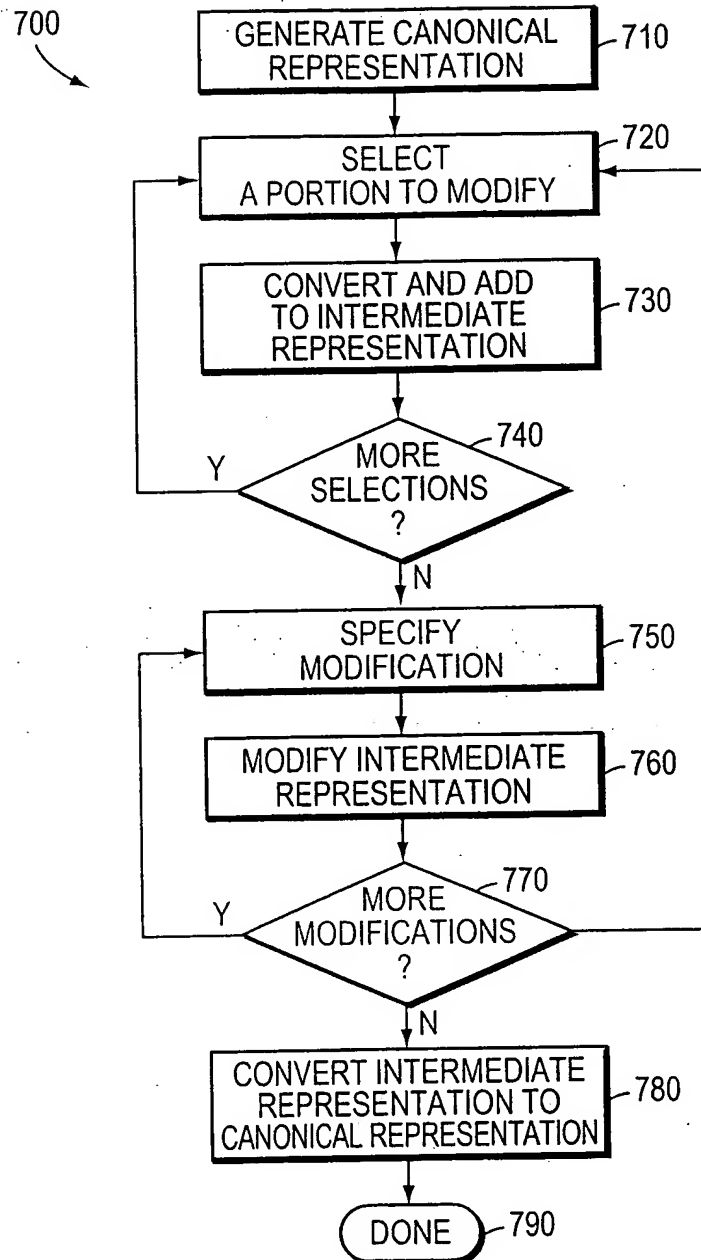 700
GENERATE CANONICAL
REPRESENTATION
710
720
SELECT
A PORTION TO MODIFY
CONVERT AND ADD
TO INTERMEDIATE
REPRESENTATION
730
740
MORE
SELECTIONS
?
Y
N
SPECIFY
MODIFICATION
750
MODIFY INTERMEDIATE
REPRESENTATION
760
770
MORE
MODIFICATIONS
?
Y
N
CONVERT INTERMEDIATE
REPRESENTATION TO
CANONICAL REPRESENTATION
780
DONE
790